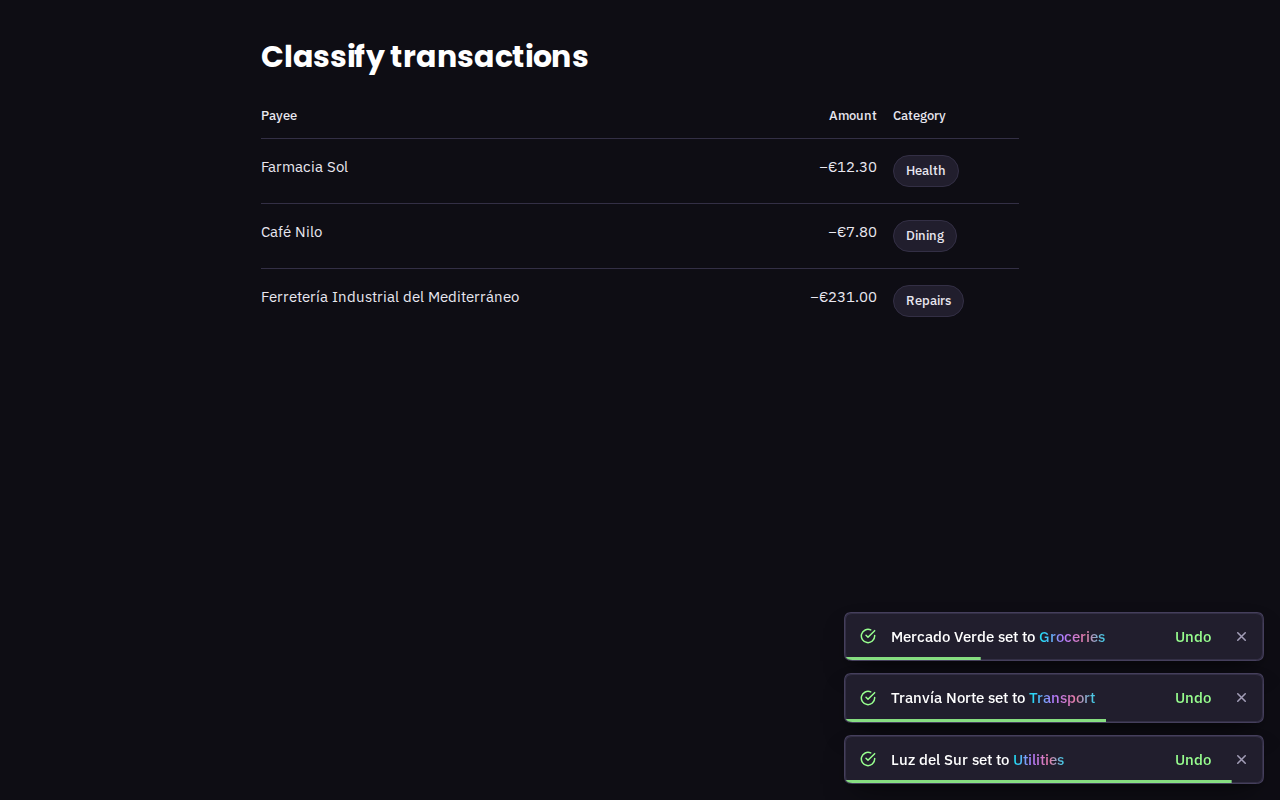 Classify transactions
Payee Amount Category
Farmacia Sol −€12.30 Health
Café Nilo −€7.80 Dining
Ferretería Industrial del Mediterráneo −€231.00 Repairs
Mercado Verde set to Groceries Undo
Tranvía Norte set to Transport Undo
Luz del Sur set to Utilities Undo